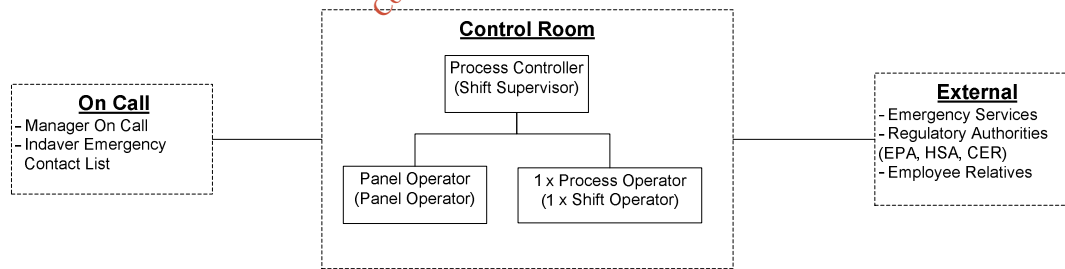 Control Room
Process Controller
(Shift Supervisor)
Panel Operator
(Panel Operator)
1 x Process Operator
(1 x Shift Operator)
On Call
- Manager On Call
- Indaver Emergency
Contact List
External
- Emergency Services
- Regulatory Authorities
(EPA, HSA, CER)
- Employee Relatives